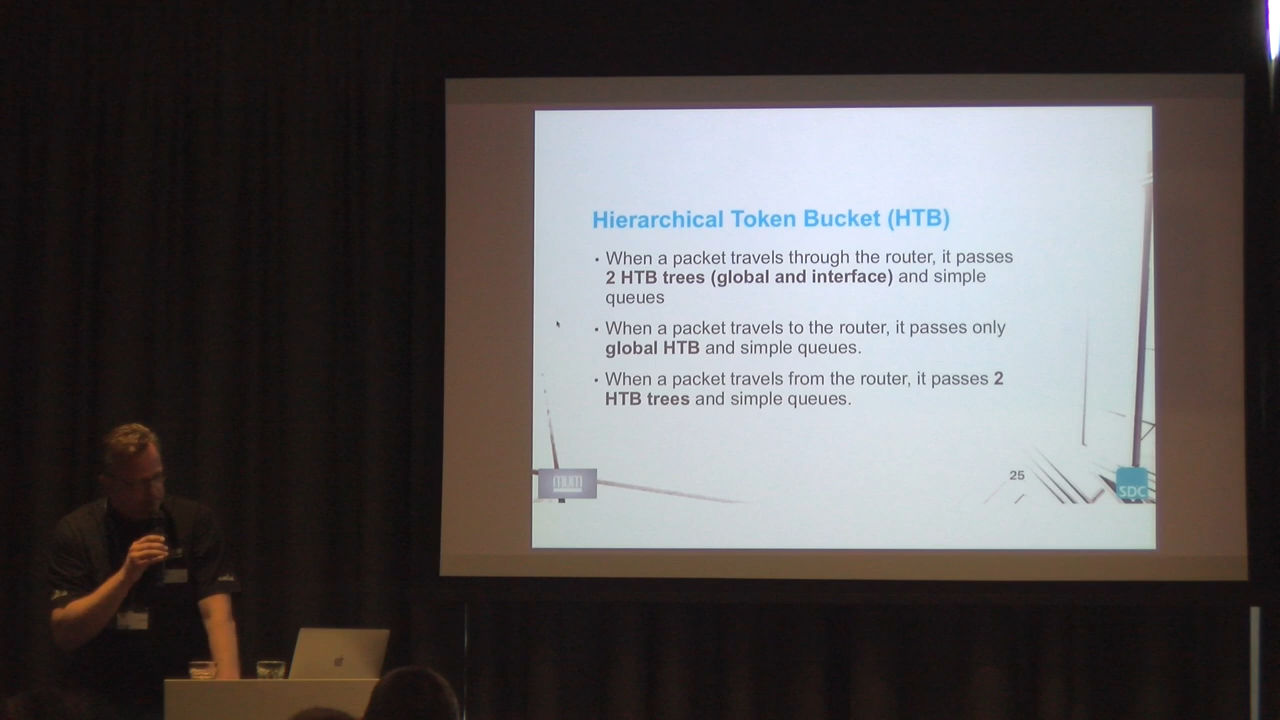 Hierarchical Token Bucket (HTB)
• When a packet travels through the router, it passes
2 HTB trees (global and interface) and simple
queues
• When a packet travels to the router, it passes only
global HTB and simple queues.
• When a packet travels from the router, it passes 2
HTB trees and simple queues.
25
SDC